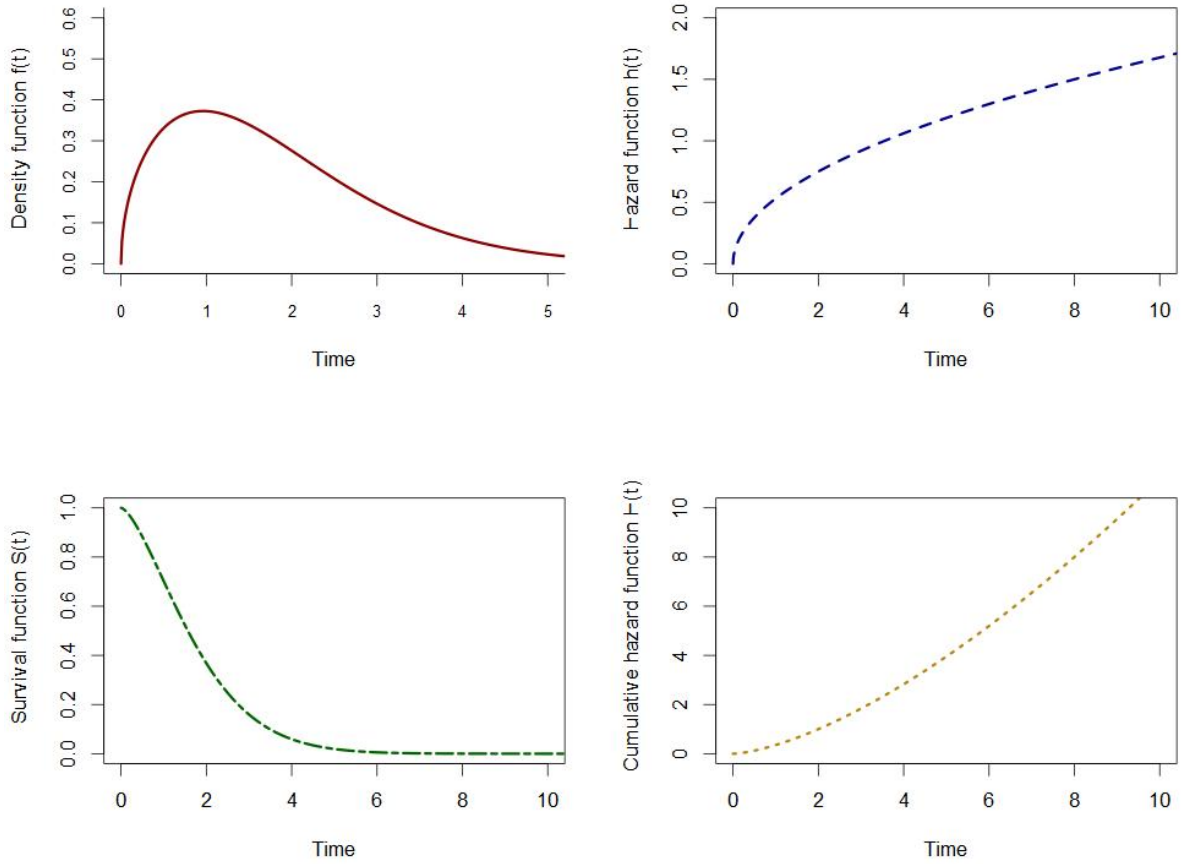 Density function f(t)
0.0 0.1 0.2 0.3 0.4 0.5 0.6
0 1 2 3 4 5
Time
Hazard function h(t)
0.0 0.5 1.0 1.5 2.0
0 2 4 6 8 10
Time
Survival function S(t)
0.0 0.2 0.4 0.6 0.8 1.0
0 2 4 6 8 10
Time
Cumulative hazard function H(t)
0 2 4 6 8 10
0 2 4 6 8 10
Time